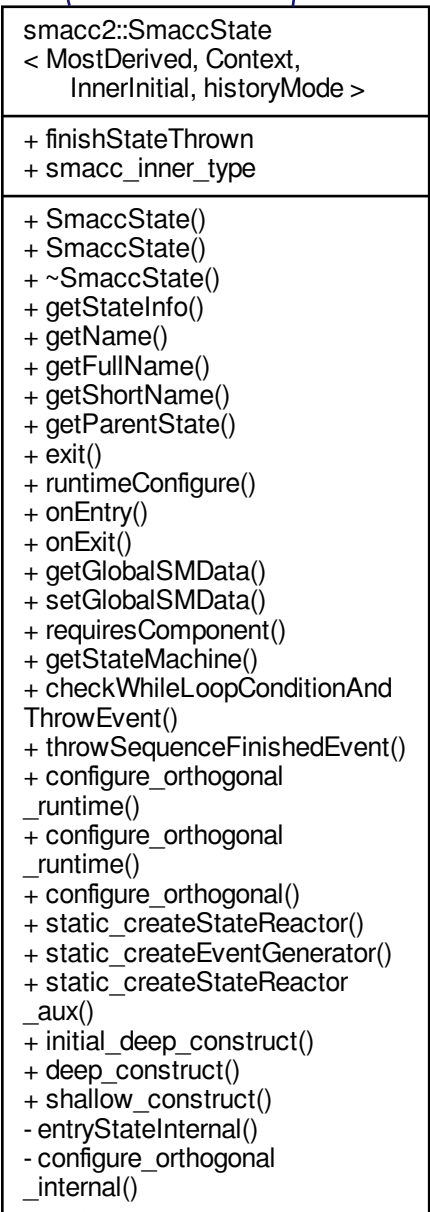 smacc2::SmaccState
< MostDerived, Context,
InnerInitial, historyMode >
+ finishStateThrown
+ smacc_inner_type
+ SmaccState()
+ SmaccState()
+ ~SmaccState()
+ getStateInfo()
+ getName()
+ getFullName()
+ getShortName()
+ getParentState()
+ exit()
+ runtimeConfigure()
+ onEntry()
+ onExit()
+ getGlobalSMData()
+ setGlobalSMData()
+ requiresComponent()
+ getStateMachine()
+ checkWhileLoopConditionAnd
ThrowEvent()
+ throwSequenceFinishedEvent()
+ configure_orthogonal
_runtime()
+ configure_orthogonal
_runtime()
+ configure_orthogonal()
+ static_createStateReactor()
+ static_createEventGenerator()
+ static_createStateReactor
_aux()
+ initial_deep_construct()
+ deep_construct()
+ shallow_construct()
- entryStateInternal()
- configure_orthogonal
_internal()